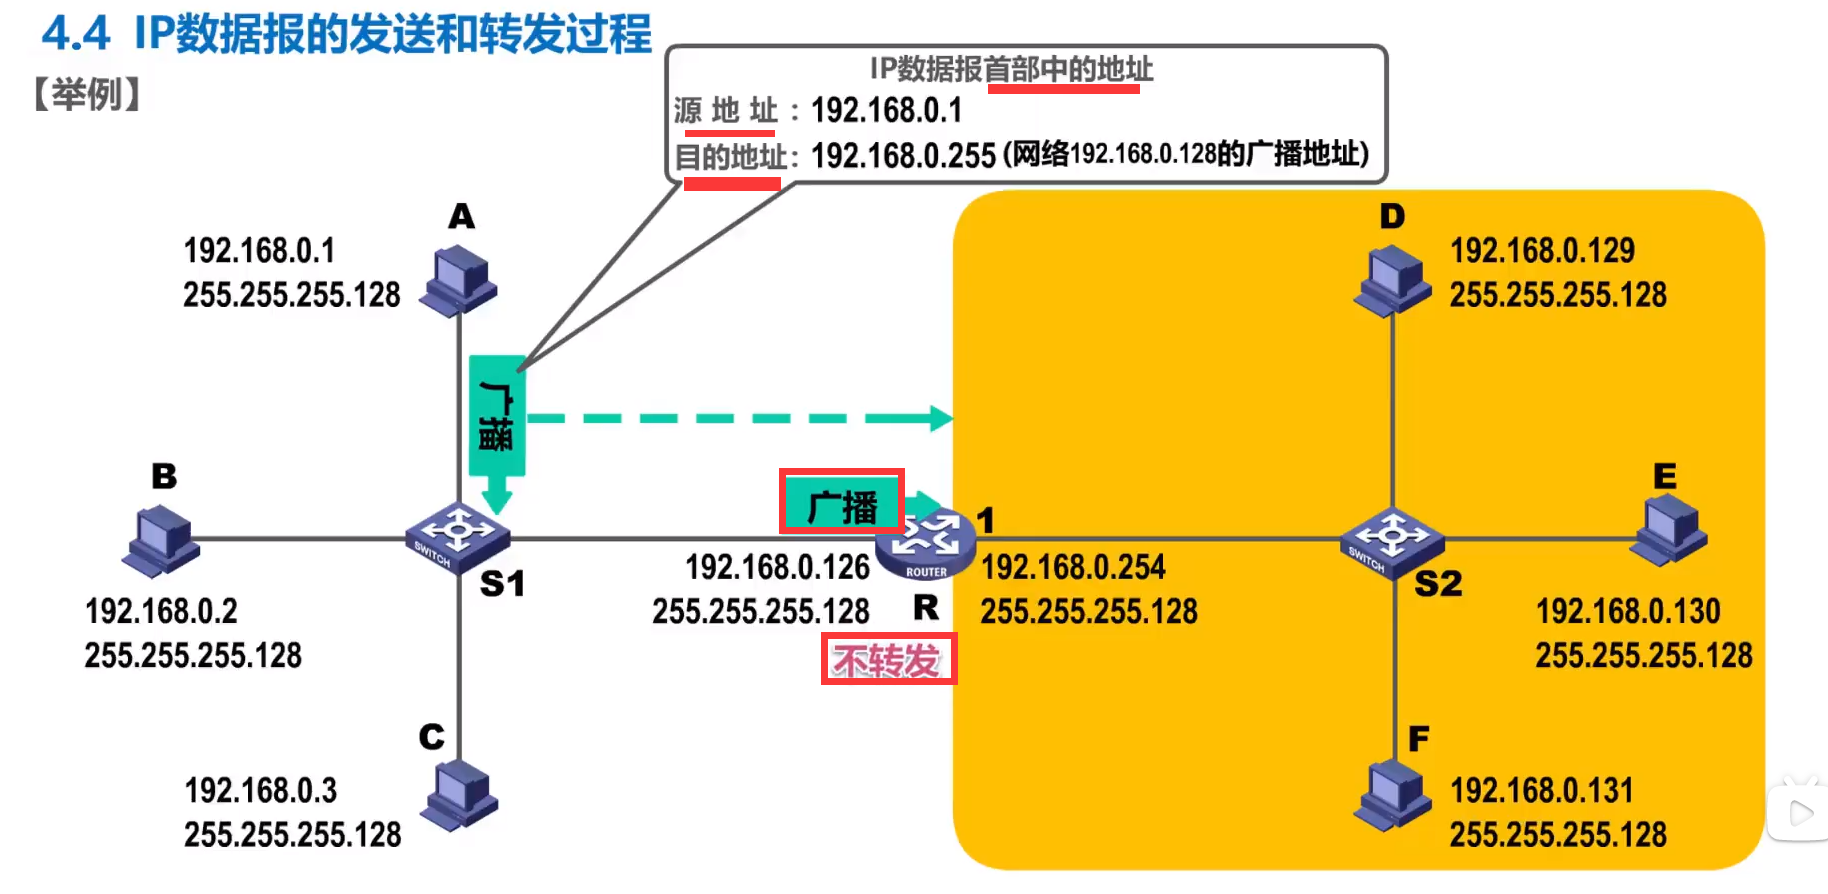 4.4 IP数据报的发送和转发过程
【举例】
IP数据报首部中的地址
源地址：192.168.0.1
目的地址：192.168.0.255 (网络192.168.0.128的广播地址)
A
192.168.0.1
255.255.255.128
D
192.168.0.129
255.255.255.128
广播
B
192.168.0.2
255.255.255.128
SWITCH
S1
广播
192.168.0.126
255.255.255.128
ROUTER
R
不转发
1
192.168.0.254
255.255.255.128
SWITCH
S2
E
192.168.0.130
255.255.255.128
C
192.168.0.3
255.255.255.128
F
192.168.0.131
255.255.255.128